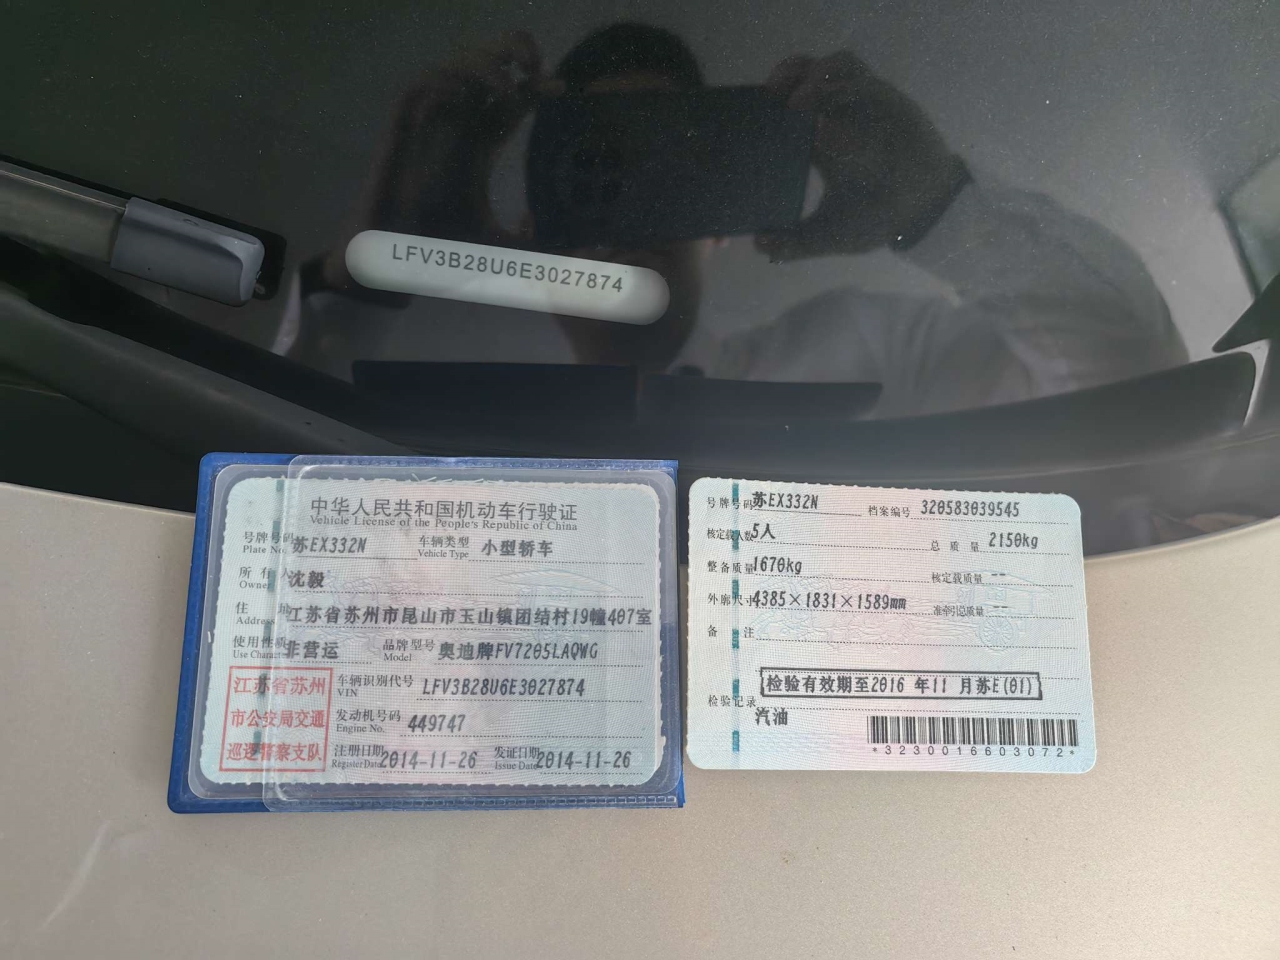 LFV3B28U6E3027874
中华人民共和国机动车行驶证
Vehicle License of the People's Republic of China
号牌号码 苏EX332N 车辆类型 小型轿车
Plate No. Vehicle Type
所有人 沈毅
Owner
住址 江苏省苏州市昆山市玉山镇团结村19幢407室
Address
使用性质 非营运 品牌型号 奥迪牌FV7205LAQWG
Use Character Model
江苏省苏州
市公安局交通
巡逻警察支队
车辆识别代号 LFV3B28U6E3027874
VIN
发动机号码 449747
Engine No.
注册日期 2014-11-26 发证日期 2014-11-26
Register Date Issue Date
号牌号码 苏EX332N 档案编号 320583039545
核定载人数 5人 总质量 2150kg
整备质量 1670kg 核定载质量 --
外廓尺寸 4385×1831×1589mm 准牵引总质量 --
备注
检验有效期至2016 年11 月苏E(01)
检验记录
汽油
*3230016603072*